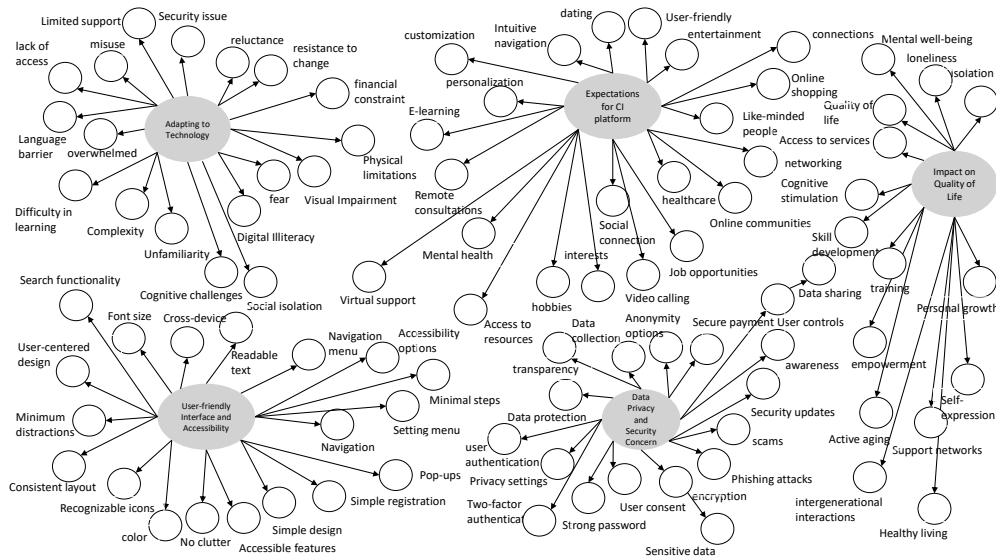 Limited support
Security issue
lack of
access
misuse
reluctance
resistance to
change
financial
constraint
Adapting to
Technology
Language
barrier
overwhelmed
Physical
limitations
Difficulty in
learning
Complexity
fear
Visual Impairment
Unfamiliarity
Digital Illiteracy
Cognitive challenges
Social isolation
dating
User-friendly
customization
Intuitive
navigation
entertainment
connections
personalization
Expectations
for CI
platform
Online
shopping
E-learning
Like-minded
people
networking
Remote
consultations
healthcare
Online communities
Social
connection
Mental health
interests
Job opportunities
Virtual support
hobbies
Video calling
Access to
resources
Mental well-being
loneliness
isolation
Quality of
life
Access to services
Impact on
Quality of
Life
Cognitive
stimulation
Skill
development
training
Personal growth
empowerment
Self-
expression
Active aging
Support networks
intergenerational
interactions
Healthy living
Search functionality
Font size
Cross-device
Readable
text
Navigation
menu
Accessibility
options
User-centered
design
Minimal steps
Minimum
distractions
User-friendly
Interface and
Accessibility
Setting menu
Navigation
Consistent layout
Pop-ups
Recognizable icons
Simple registration
color
No clutter
Simple design
Accessible features
Data sharing
Data
collection
Anonymity
options
Secure payment
User controls
transparency
awareness
Data protection
Data
Privacy
and
Security
Concern
Security updates
user
authentication
scams
Privacy settings
Phishing attacks
encryption
Two-factor
User consent
Strong password
Sensitive data